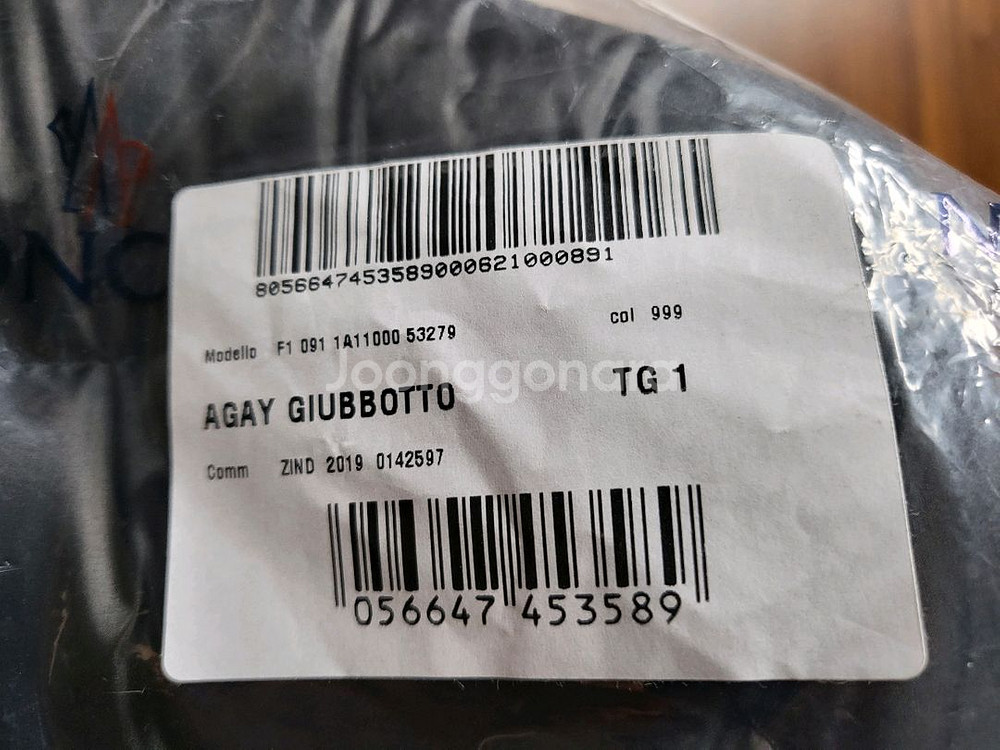 8056647453589000621000891
Modello F1 091 1A11000 53279
col 999
Joonggonara
AGAY GIUBBOTTO
TG 1
Comm ZIND 2019 0142597
056647 453589